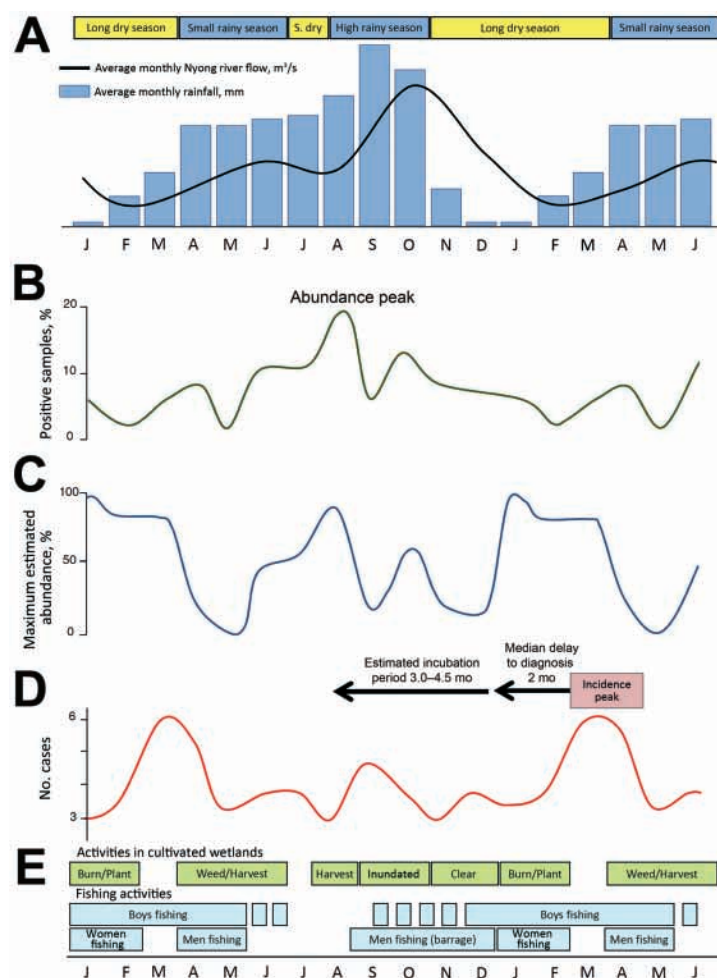 A
Long dry season
Small rainy season
S. dry
High rainy season
Long dry season
Small rainy season
Average monthly Nyong river flow, m³/s
Average monthly rainfall, mm
J F M A M J J A S O N D J F M A M J
B
Abundance peak
Positive samples, %
20
10
0
C
Maximum estimated
abundance, %
100
50
0
D
Estimated incubation
period 3.0–4.5 mo
Median delay
to diagnosis
2 mo
Incidence
peak
No. cases
6
3
E
Activities in cultivated wetlands
Burn/Plant
Weed/Harvest
Harvest
Inundated
Clear
Burn/Plant
Weed/Harvest
Fishing activities
Boys fishing
Boys fishing
Women
fishing
Men fishing
Men fishing (barrage)
Women
fishing
Men fishing
J F M A M J J A S O N D J F M A M J